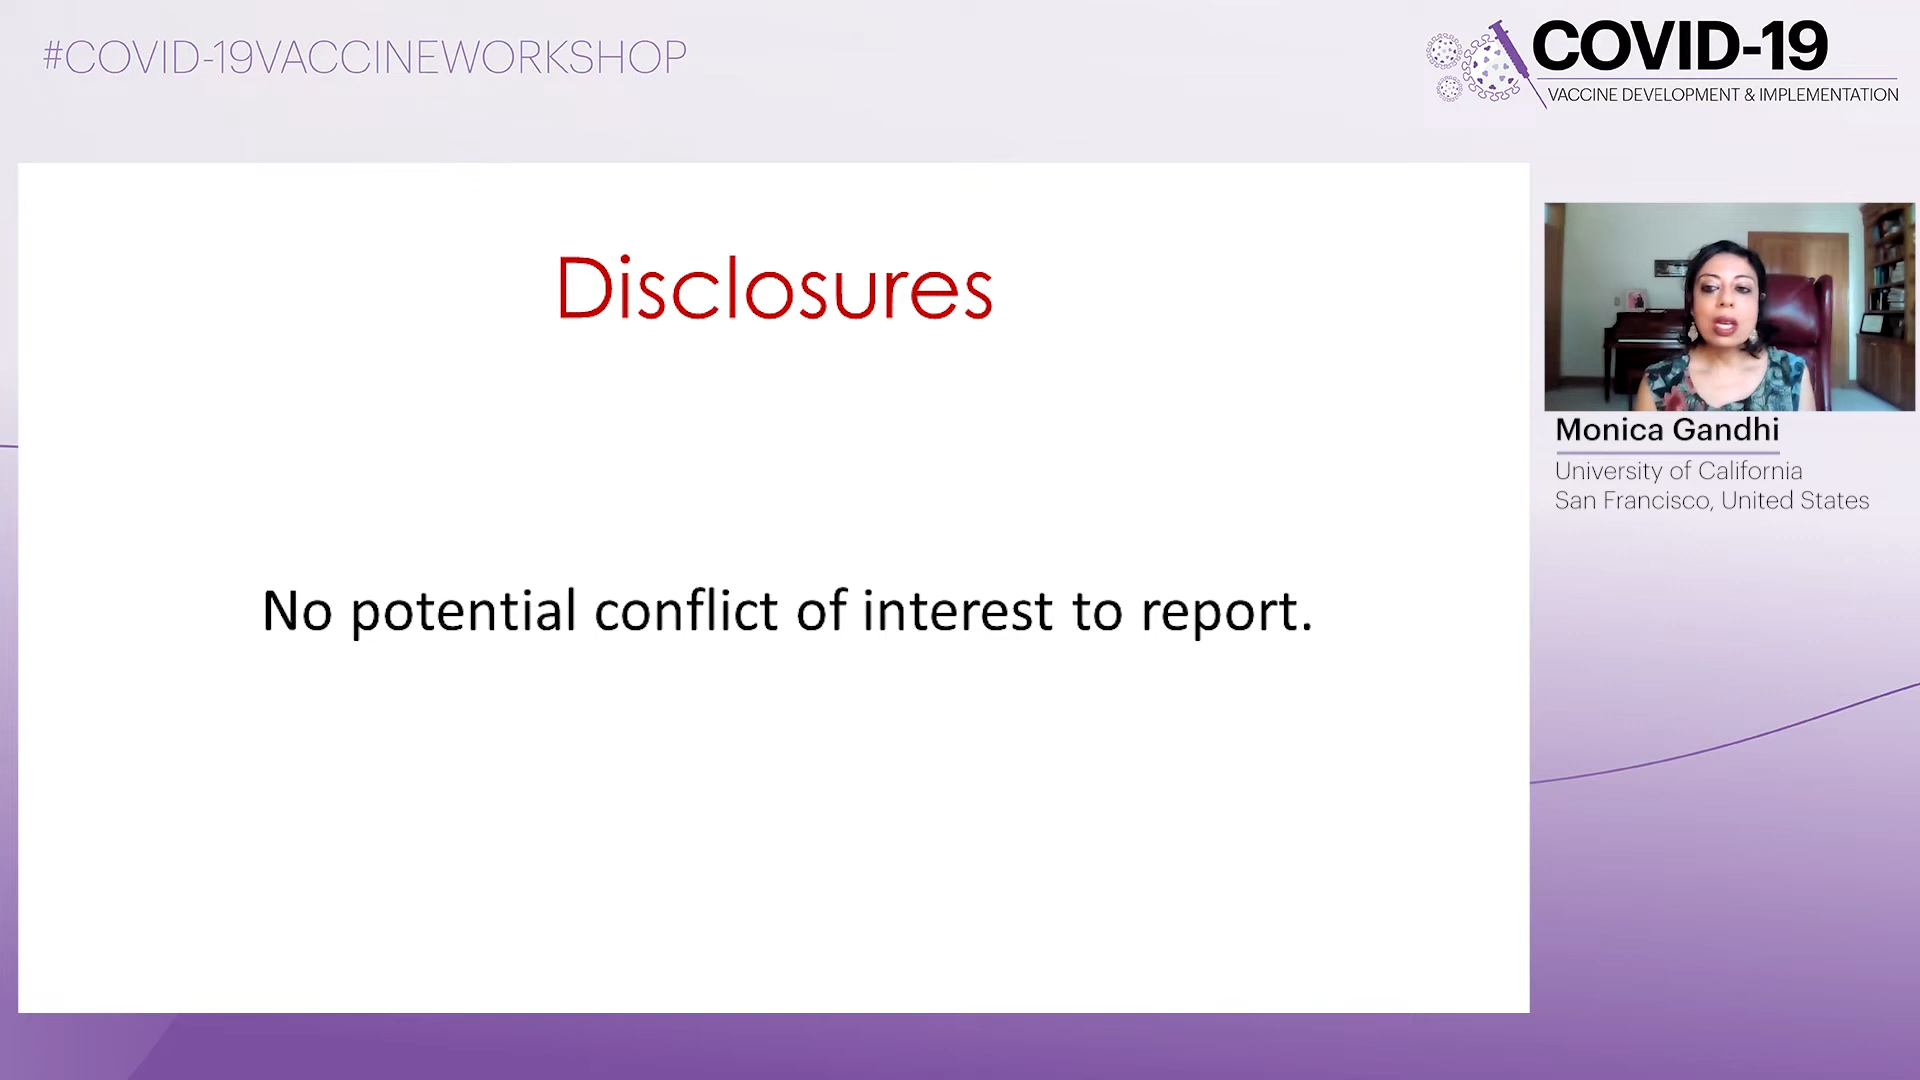 #COVID-19VACCINEWORKSHOP
COVID-19
VACCINE DEVELOPMENT & IMPLEMENTATION
Disclosures
No potential conflict of interest to report.
Monica Gandhi
University of California
San Francisco, United States